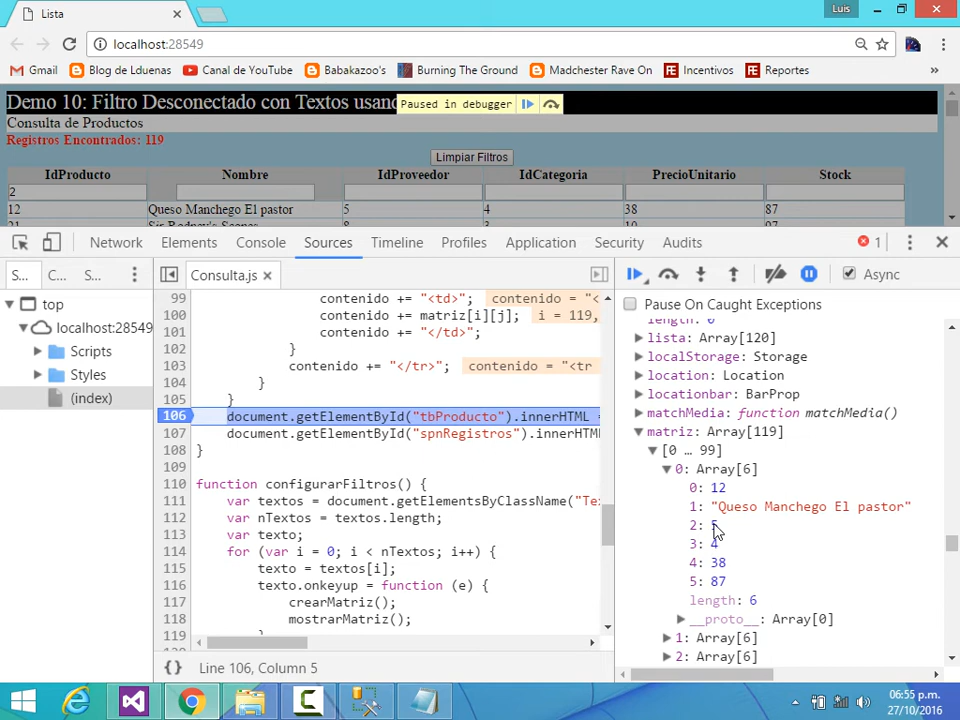 Lista
Luis
localhost:28549
Gmail Blog de Lduenas Canal de YouTube Babakazoo's Burning The Ground Madchester Rave On Incentivos Reportes »
Demo 10: Filtro Desconectado con Textos usand
Paused in debugger
Consulta de Productos
Registros Encontrados: 119
Limpiar Filtros
IdProducto Nombre IdProveedor IdCategoria PrecioUnitario Stock
2
12 Queso Manchego El pastor 5 4 38 87
Network Elements Console Sources Timeline Profiles Application Security Audits 1
S... C... S... Consulta.js Async
top
localhost:28549
Scripts
Styles
(index)
99 contenido += "<td>"; contenido = "<
100 contenido += matriz[i][j]; i = 119,
101 contenido += "</td>";
102 }
103 contenido += "</tr>"; contenido = "<tr
104 }
105 }
106 document.getElementById("tbProducto").innerHTML =
107 document.getElementById("spnRegistros").innerHTML
108 }
109
110 function configurarFiltros() {
111 var textos = document.getElementsByClassName("Te
112 var nTextos = textos.length;
113 var texto;
114 for (var i = 0; i < nTextos; i++) {
115 texto = textos[i];
116 texto.onkeyup = function (e) {
117 crearMatriz();
118 mostrarMatriz();
119
{} Line 106, Column 5
Pause On Caught Exceptions
length: 0
lista: Array[120]
localStorage: Storage
location: Location
locationbar: BarProp
matchMedia: function matchMedia()
matriz: Array[119]
[0 … 99]
0: Array[6]
0: 12
1: "Queso Manchego El pastor"
2: 5
3: 4
4: 38
5: 87
length: 6
__proto__: Array[0]
1: Array[6]
2: Array[6]
06:55 p.m.
27/10/2016